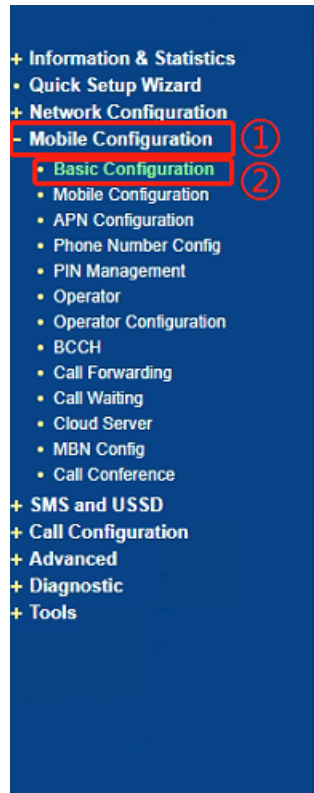 + Information & Statistics
• Quick Setup Wizard
+ Network Configuration
– Mobile Configuration ①
• Basic Configuration ②
• Mobile Configuration
• APN Configuration
• Phone Number Config
• PIN Management
• Operator
• Operator Configuration
• BCCH
• Call Forwarding
• Call Waiting
• Cloud Server
• MBN Config
• Call Conference
+ SMS and USSD
+ Call Configuration
+ Advanced
+ Diagnostic
+ Tools